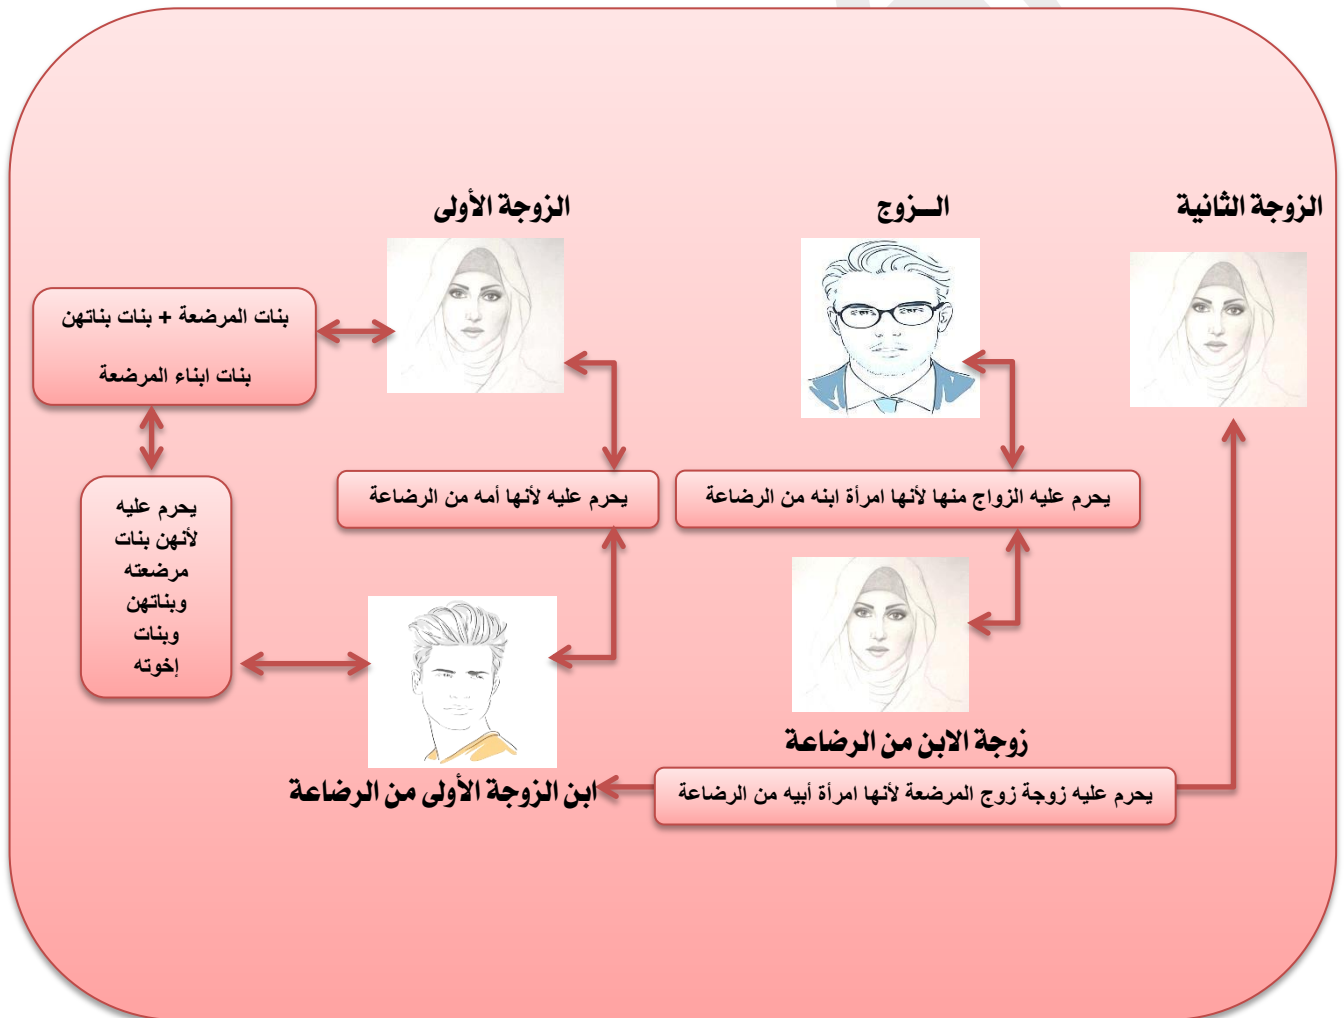 الزوجة الثانية
الـــزوج
الزوجة الأولى
بنات المرضعة + بنات بناتهن
بنات ابناء المرضعة
يحرم عليه الزواج منها لأنها امرأة ابنه من الرضاعة
يحرم عليه لأنها أمه من الرضاعة
يحرم عليه
لأنهن بنات
مرضعته
وبناتهن
وبنات
إخوته
زوجة الابن من الرضاعة
يحرم عليه زوجة زوج المرضعة لأنها امرأة أبيه من الرضاعة
ابن الزوجة الأولى من الرضاعة